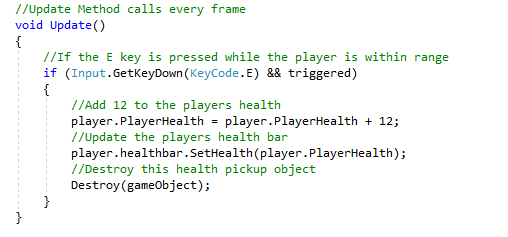 //Update Method calls every frame
void Update()
{
//If the E key is pressed while the player is within range
if (Input.GetKeyDown(KeyCode.E) && triggered)
{
//Add 12 to the players health
player.PlayerHealth = player.PlayerHealth + 12;
//Update the players health bar
player.healthbar.SetHealth(player.PlayerHealth);
//Destroy this health pickup object
Destroy(gameObject);
}
}